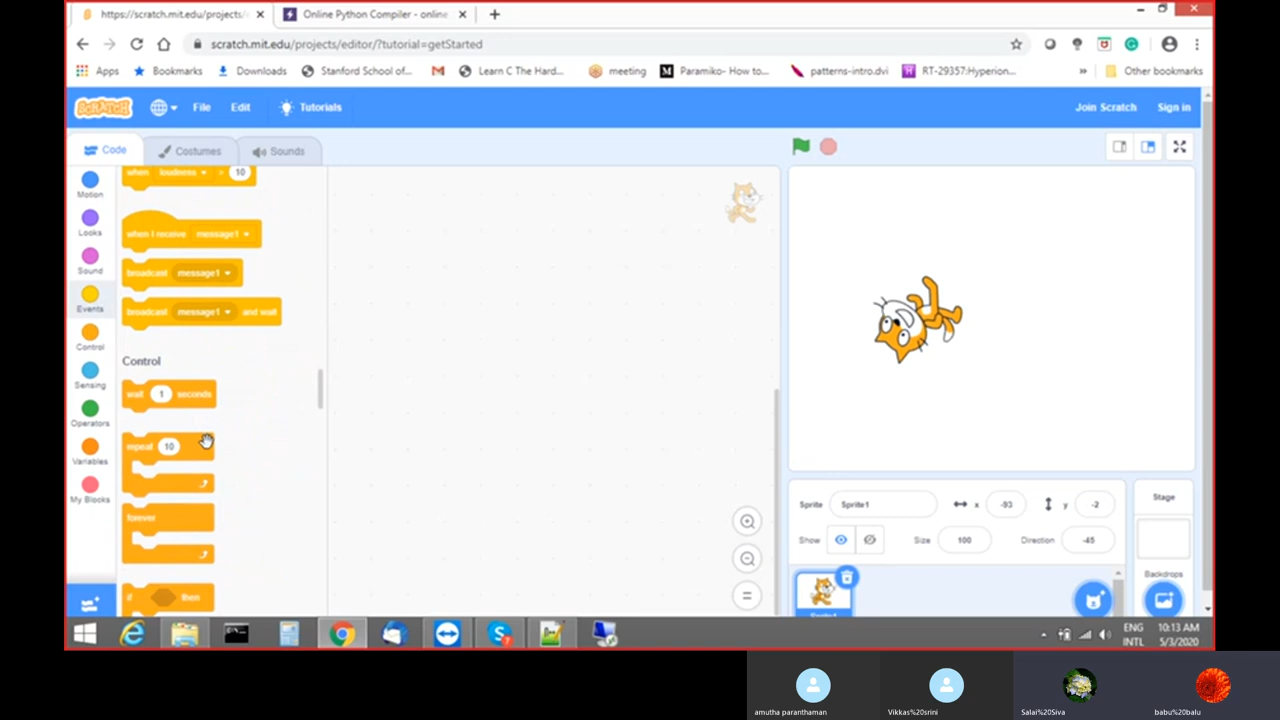 https://scratch.mit.edu/projects/
Online Python Compiler - online
scratch.mit.edu/projects/editor/?tutorial=getStarted
Apps
Bookmarks
Downloads
Stanford School of...
Learn C The Hard...
meeting
Paramiko- How to...
patterns-intro.dvi
RT-29357:Hyperion...
»
Other bookmarks
SCRATCH
File
Edit
Tutorials
Join Scratch
Sign in
Code
Costumes
Sounds
Motion
Looks
Sound
Events
Control
Sensing
Operators
Variables
My Blocks
when loudness > 10
when I receive message1
broadcast message1
broadcast message1 and wait
Control
wait 1 seconds
repeat 10
forever
if then
Sprite
Sprite1
x
-93
y
-2
Show
Size
100
Direction
-45
Stage
Backdrops
ENG
INTL
10:13 AM
5/3/2020
amutha paranthaman
Vikkas%20srini
Salai%20Siva
babu%20balu